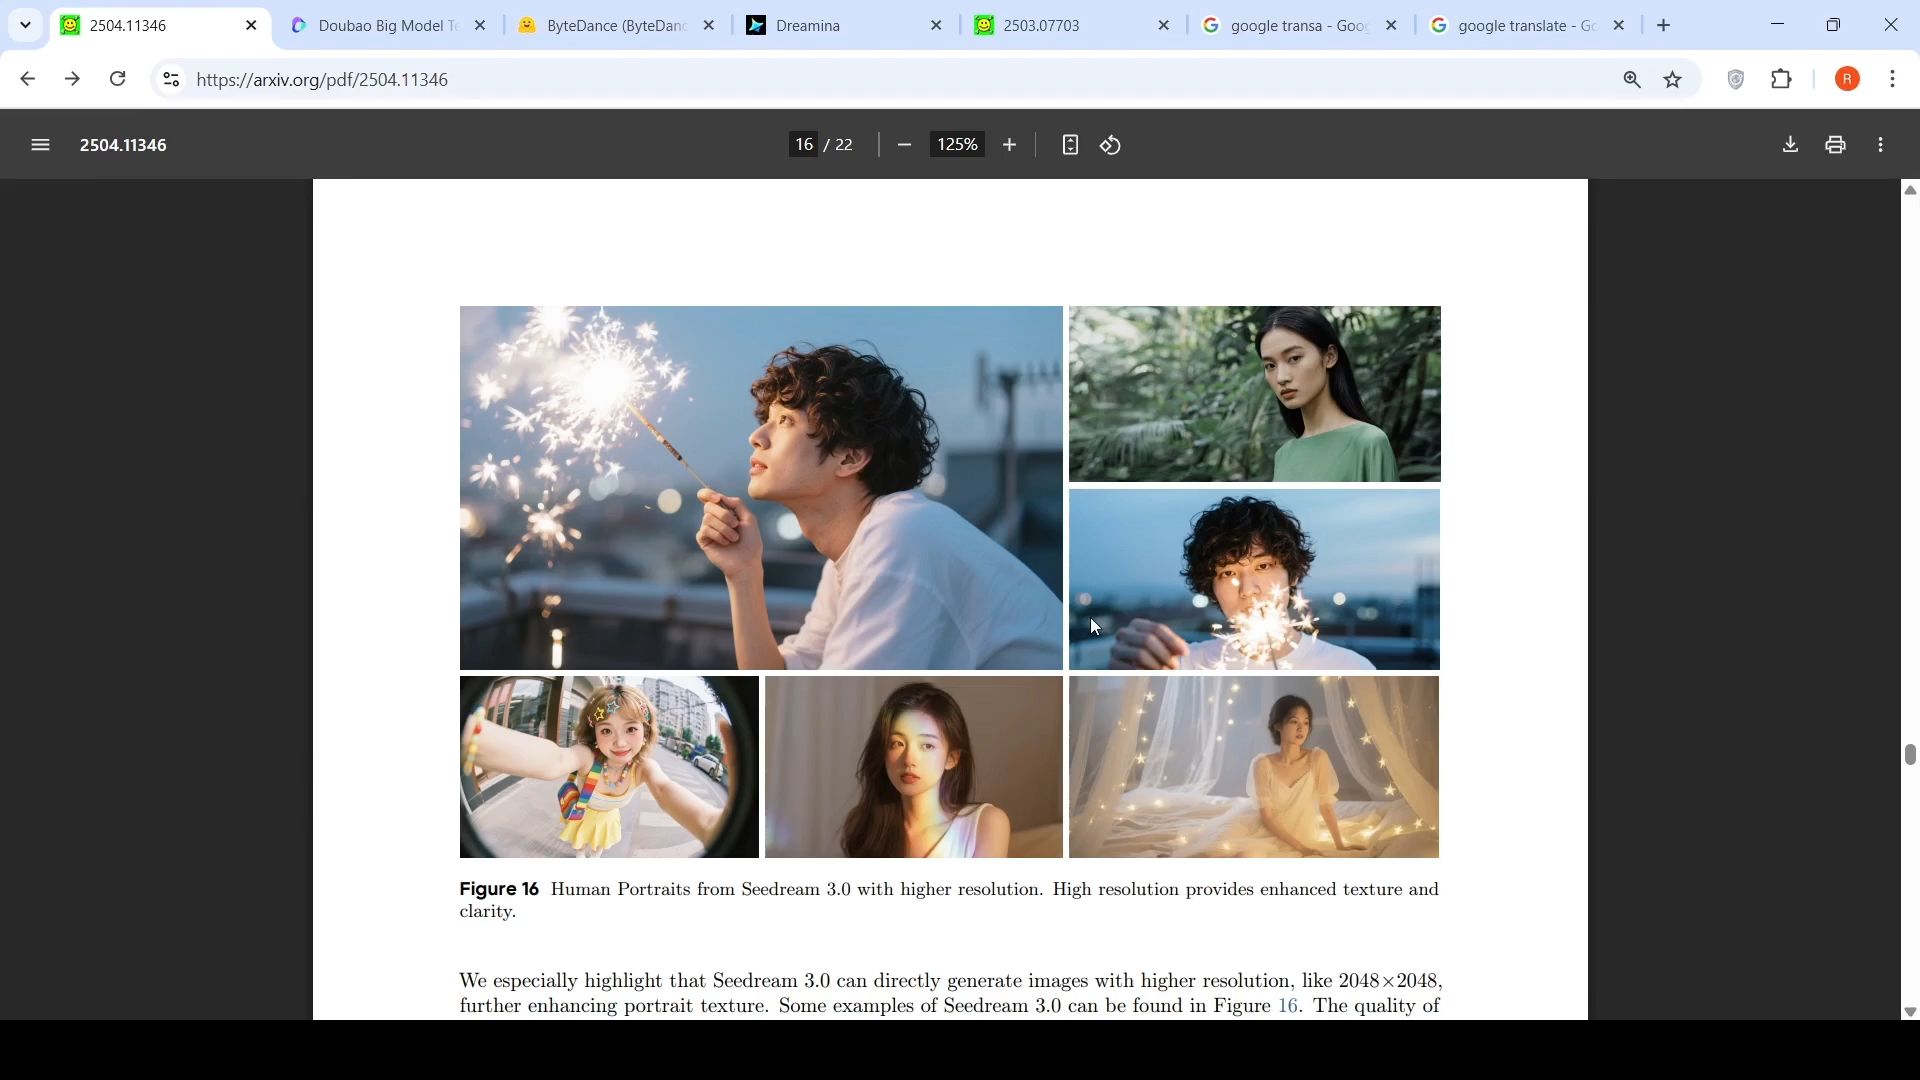 2504.11346
Doubao Big Model Te
ByteDance (ByteDanc
Dreamina
2503.07703
google transa - Goog
google translate - Go
https://arxiv.org/pdf/2504.11346
R
2504.11346
16 / 22
125%
Figure 16 Human Portraits from Seedream 3.0 with higher resolution. High resolution provides enhanced texture and
clarity.
We especially highlight that Seedream 3.0 can directly generate images with higher resolution, like 2048×2048,
further enhancing portrait texture. Some examples of Seedream 3.0 can be found in Figure 16. The quality of